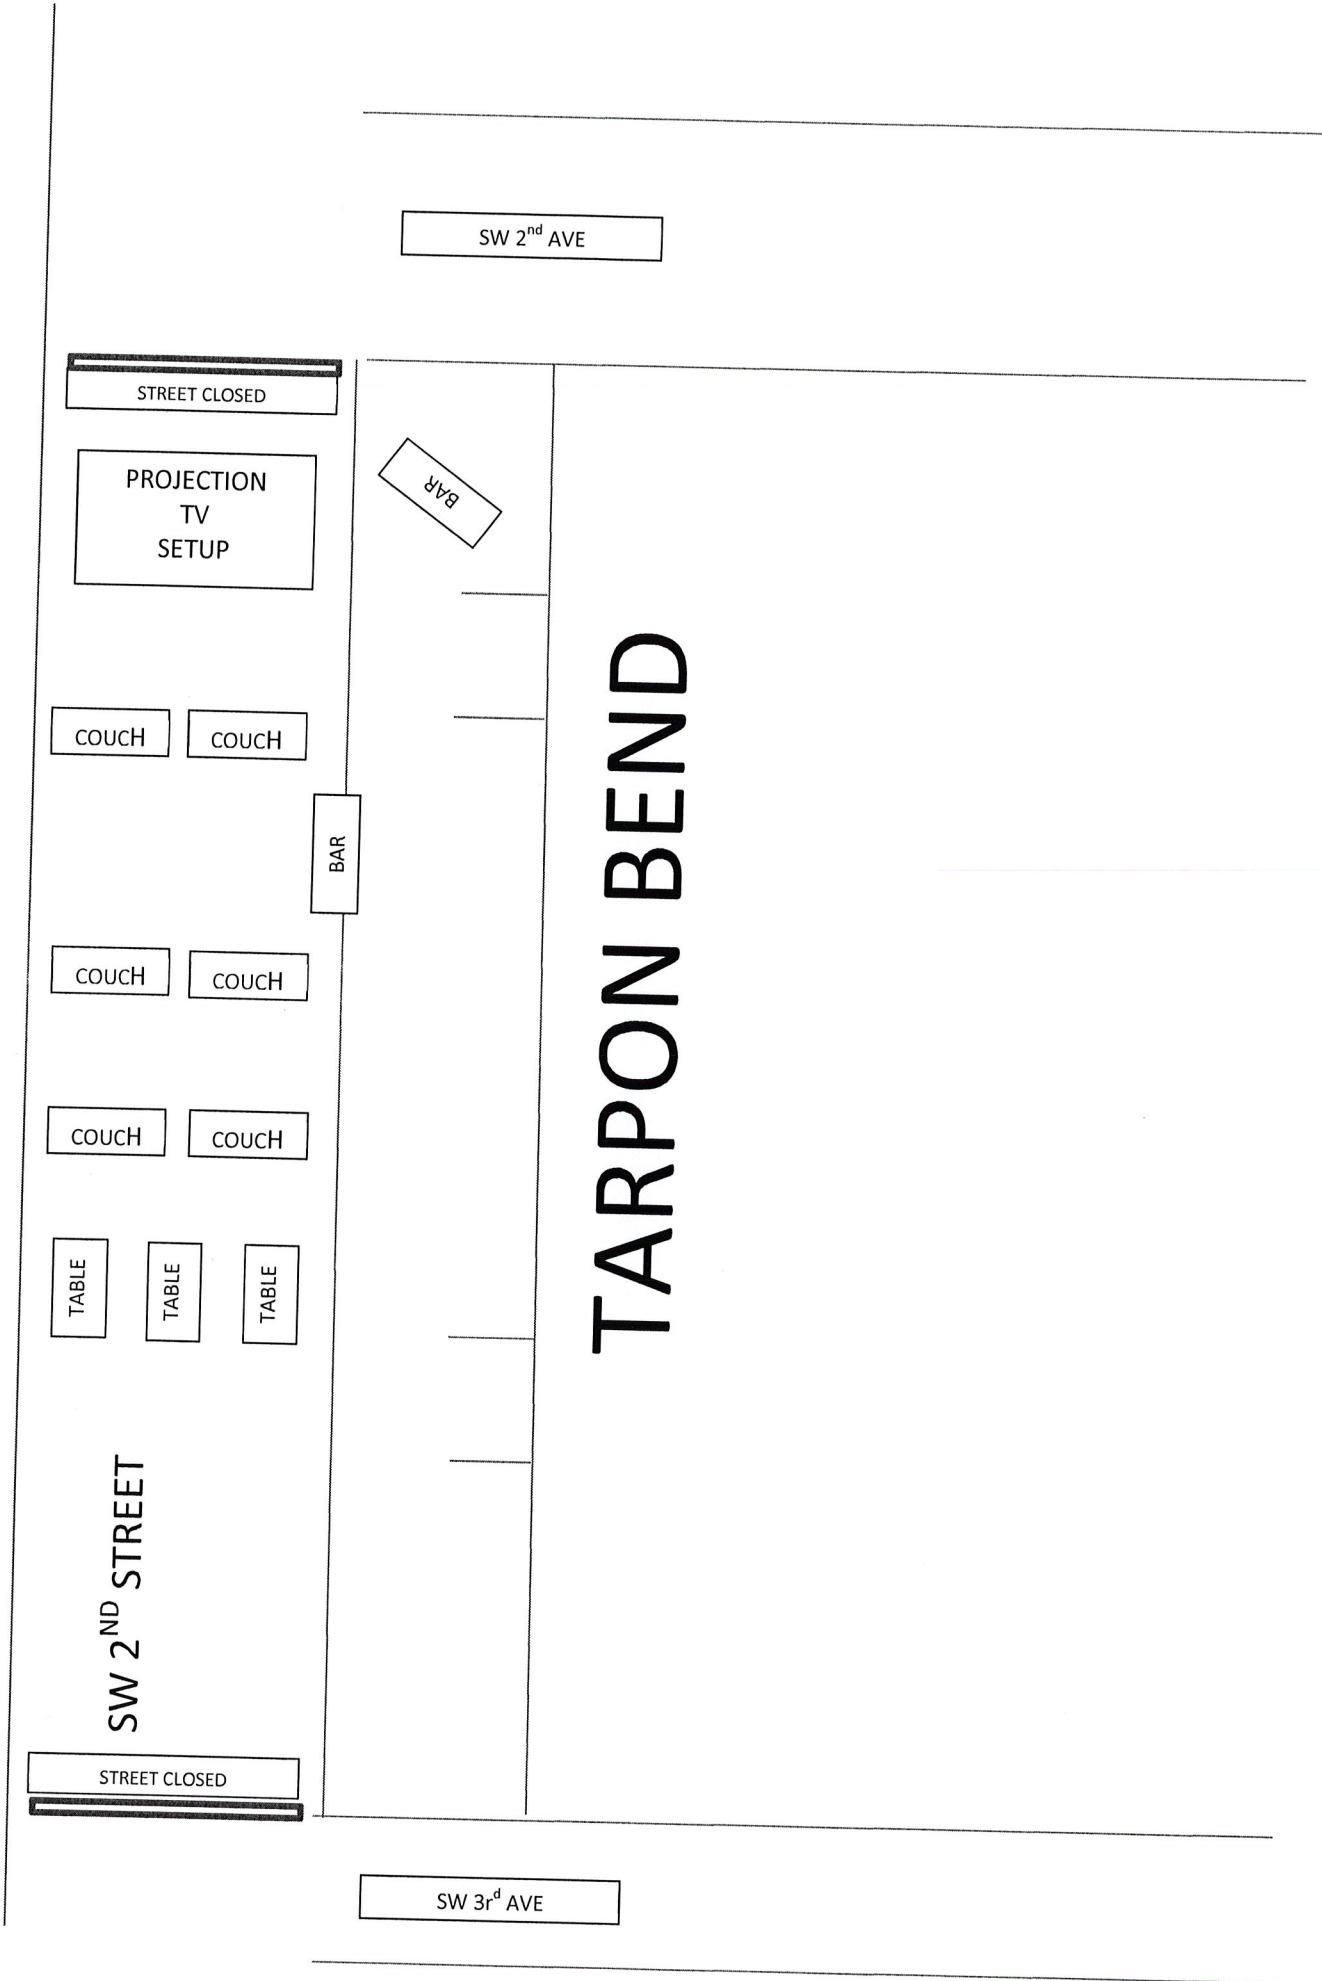 SW 2nd AVE
STREET CLOSED
PROJECTION
TV
SETUP
BAR
COUCH
COUCH
BAR
COUCH
COUCH
COUCH
COUCH
TABLE
TABLE
TABLE
TARPON BEND
SW 2ND STREET
STREET CLOSED
SW 3rd AVE